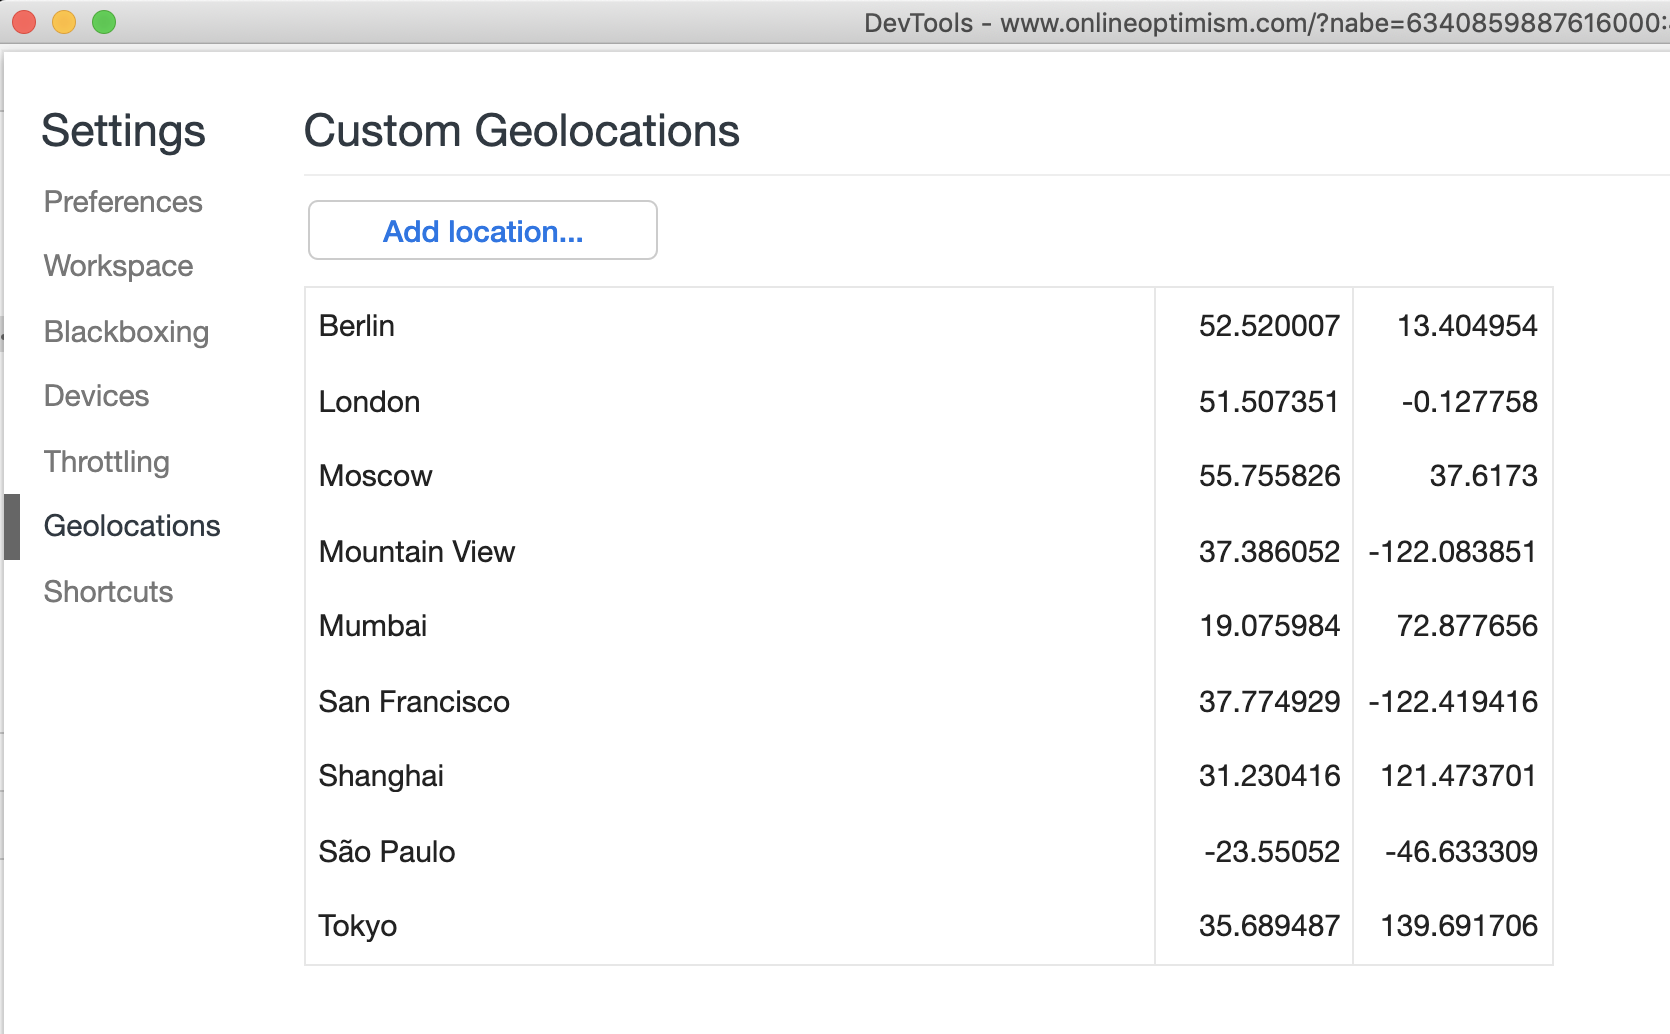 DevTools - www.onlineoptimism.com/?nabe=6340859887616000:
Settings
Preferences
Workspace
Blackboxing
Devices
Throttling
Geolocations
Shortcuts
Custom Geolocations
Add location...
Berlin 52.520007 13.404954
London 51.507351 -0.127758
Moscow 55.755826 37.6173
Mountain View 37.386052 -122.083851
Mumbai 19.075984 72.877656
San Francisco 37.774929 -122.419416
Shanghai 31.230416 121.473701
São Paulo -23.55052 -46.633309
Tokyo 35.689487 139.691706